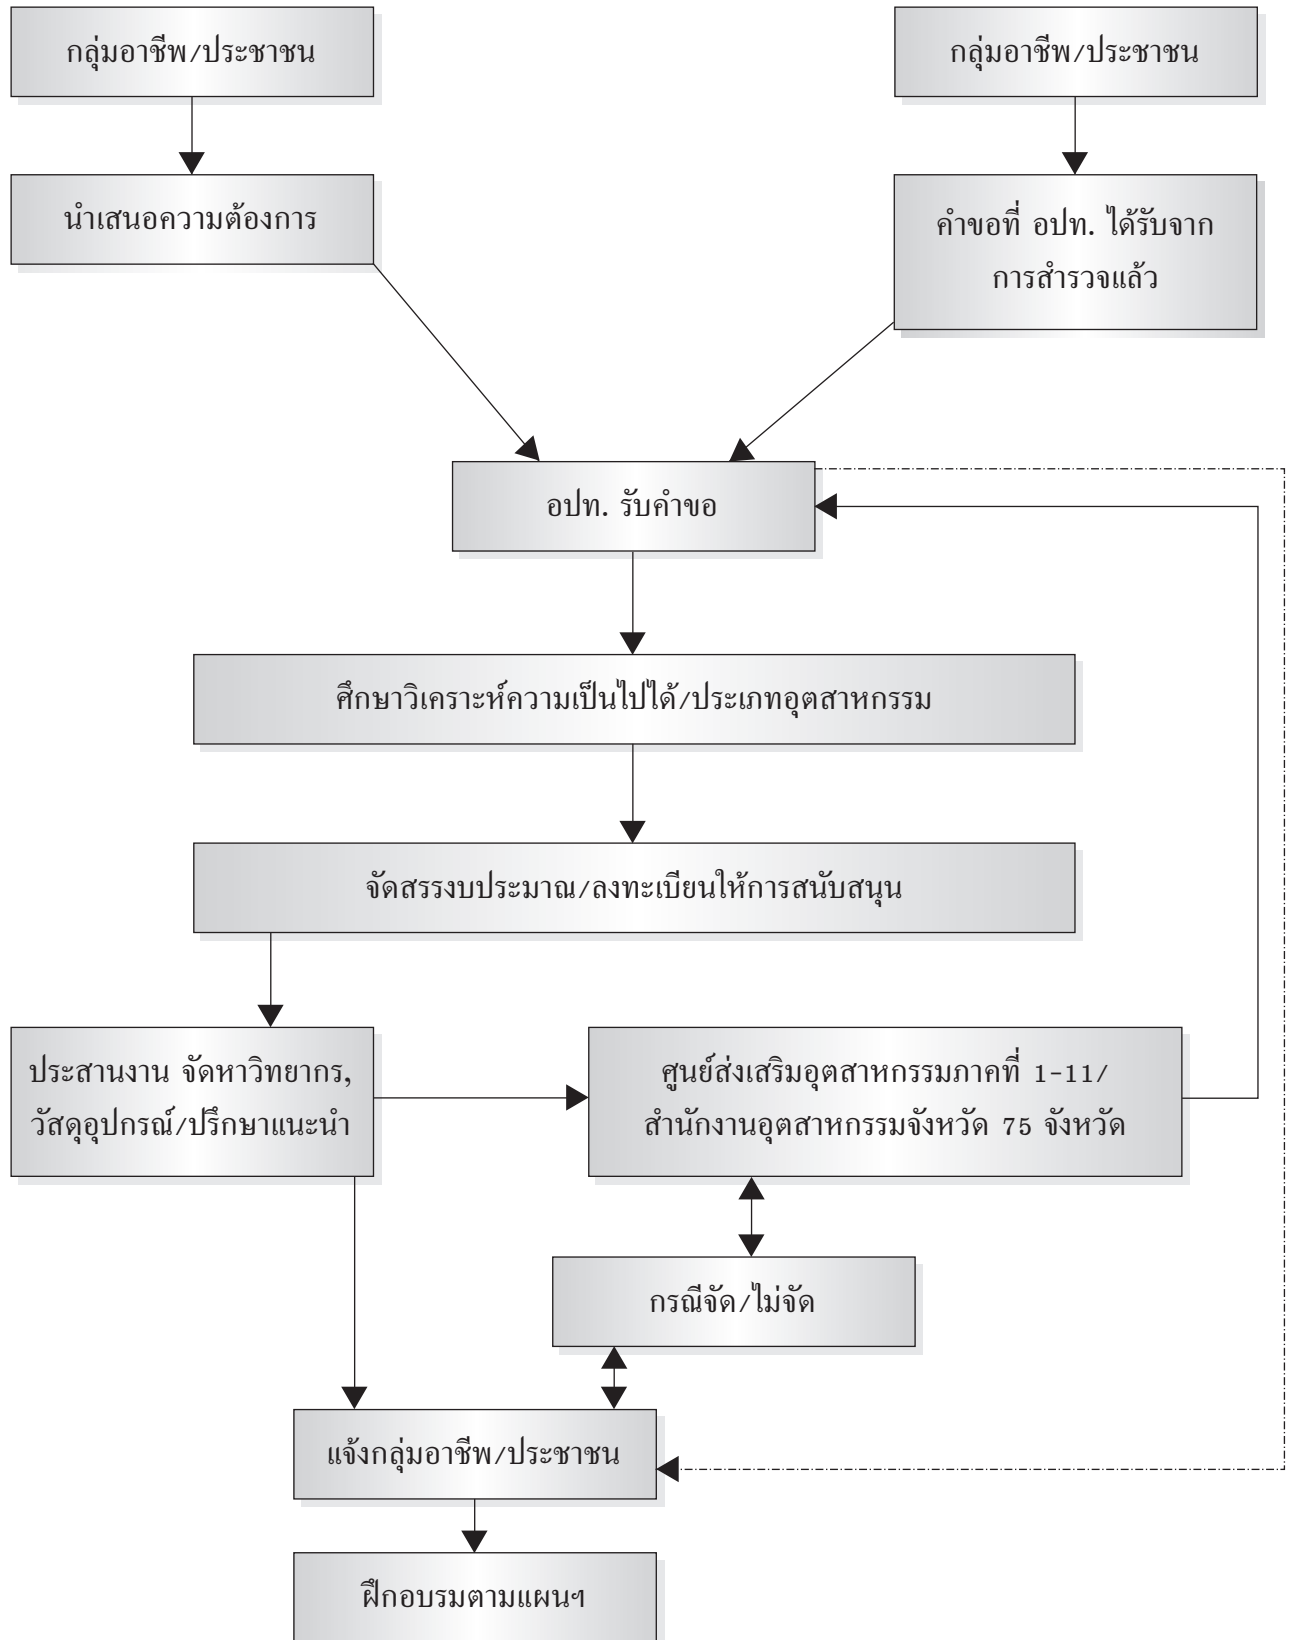 กลุ่มอาชีพ/ประชาชน
กลุ่มอาชีพ/ประชาชน
นำเสนอความต้องการ
คำขอที่ อปท. ได้รับจาก
การสำรวจแล้ว
อปท. รับคำขอ
ศึกษาวิเคราะห์ความเป็นไปได้/ประเภทอุตสาหกรรม
จัดสรรงบประมาณ/ลงทะเบียนให้การสนับสนุน
ประสานงาน จัดหาวิทยากร,
วัสดุอุปกรณ์/ปรึกษาแนะนำ
ศูนย์ส่งเสริมอุตสาหกรรมภาคที่ 1-11/
สำนักงานอุตสาหกรรมจังหวัด 75 จังหวัด
กรณีจัด/ไม่จัด
แจ้งกลุ่มอาชีพ/ประชาชน
ฝึกอบรมตามแผนฯ